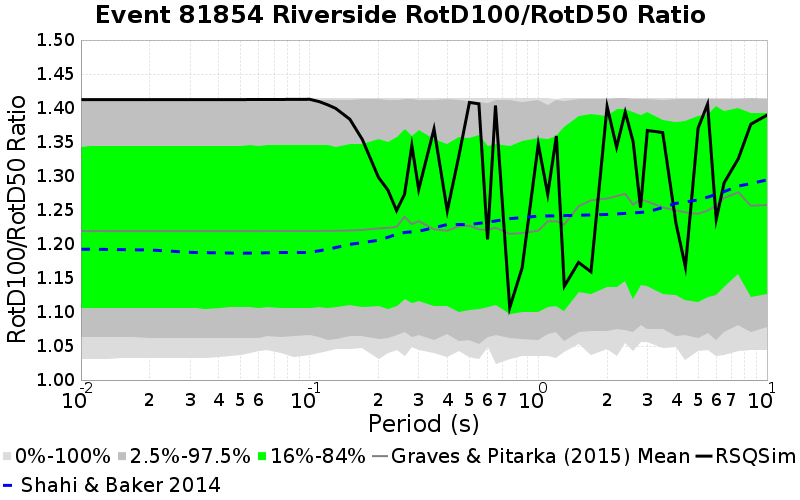 Event 81854 Riverside RotD100/RotD50 Ratio
RotD100/RotD50 Ratio
1.50
1.45
1.40
1.35
1.30
1.25
1.20
1.15
1.10
1.05
1.00
10-2 2 3 4 5 6 10-1 2 3 4 5 6 7 100 2 3 4 5 6 7 101
Period (s)
0%-100% 2.5%-97.5% 16%-84% Graves & Pitarka (2015) Mean RSQSim
Shahi & Baker 2014